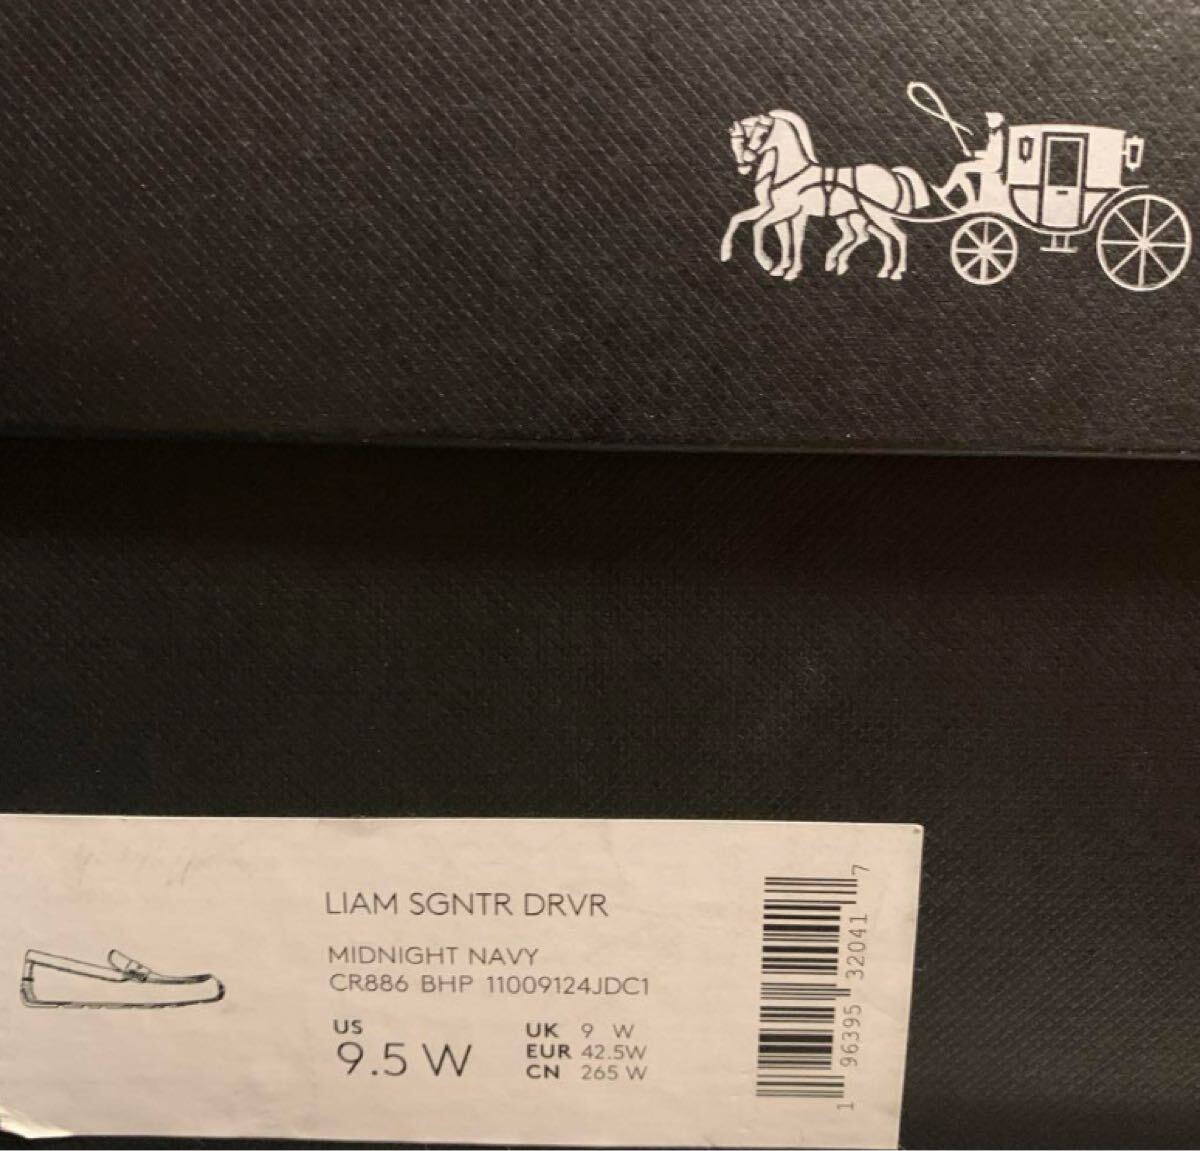 LIAM SGNTR DRVR
MIDNIGHT NAVY
CR886 BHP 11009124JDC1
US
9.5 W
UK 9 W
EUR 42.5W
CN 265 W
1 96395 32041 7